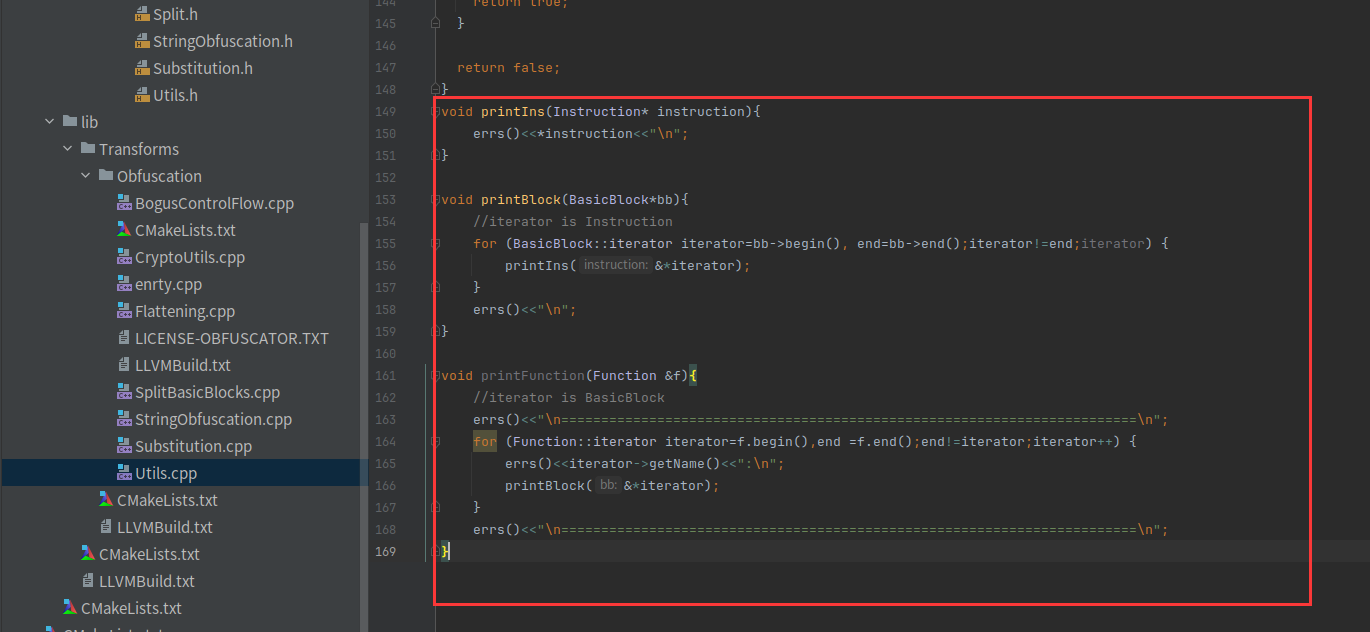 Split.h
StringObfuscation.h
Substitution.h
Utils.h
lib
Transforms
Obfuscation
BogusControlFlow.cpp
CMakeLists.txt
CryptoUtils.cpp
enrty.cpp
Flattening.cpp
LICENSE-OBFUSCATOR.TXT
LLVMBuild.txt
SplitBasicBlocks.cpp
StringObfuscation.cpp
Substitution.cpp
Utils.cpp
CMakeLists.txt
LLVMBuild.txt
CMakeLists.txt
LLVMBuild.txt
CMakeLists.txt
144 return true;
145 }
146
147 return false;
148 }
149 void printIns(Instruction* instruction){
150 errs()<<*instruction<<"\n";
151 }
152
153 void printBlock(BasicBlock*bb){
154 //iterator is Instruction
155 for (BasicBlock::iterator iterator=bb->begin(), end=bb->end();iterator!=end;iterator) {
156 printIns( instruction: &*iterator);
157 }
158 errs()<<"\n";
159 }
160
161 void printFunction(Function &f){
162 //iterator is BasicBlock
163 errs()<<"\n========================================================================\n";
164 for (Function::iterator iterator=f.begin(),end =f.end();end!=iterator;iterator++) {
165 errs()<<iterator->getName()<<":\n";
166 printBlock( bb: &*iterator);
167 }
168 errs()<<"\n========================================================================\n";
169 }